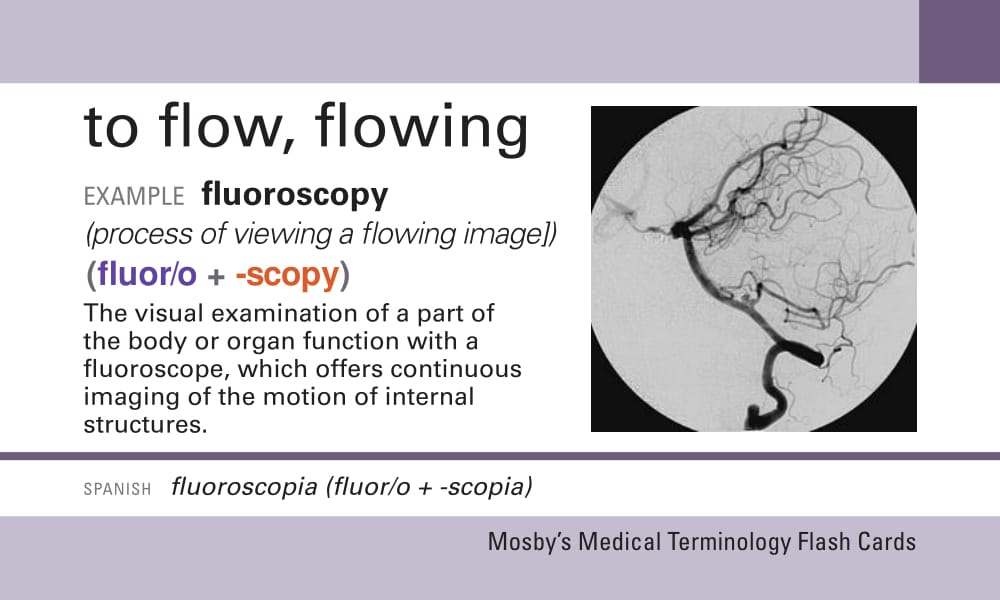 to flow, flowing
EXAMPLE fluoroscopy
(process of viewing a flowing image])
(fluor/o + -scopy)
The visual examination of a part of
the body or organ function with a
fluoroscope, which offers continuous
imaging of the motion of internal
structures.
SPANISH fluoroscopia (fluor/o + -scopia)
Mosby's Medical Terminology Flash Cards